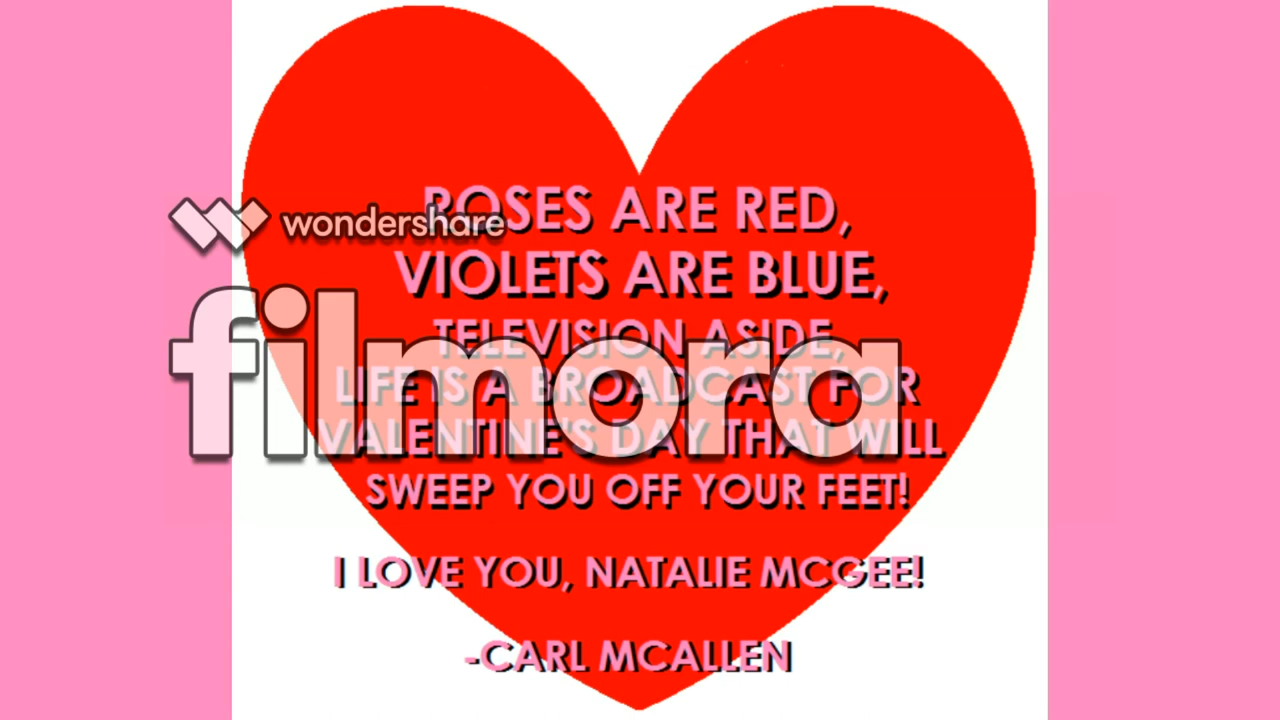 ROSES ARE RED,
wondershare
VIOLETS ARE BLUE,
filmora
TELEVISION ASIDE,
LIFE IS A BROADCAST FOR
VALENTINE'S DAY THAT WILL
SWEEP YOU OFF YOUR FEET!
I LOVE YOU, NATALIE MCGEE!
-CARL MCALLEN